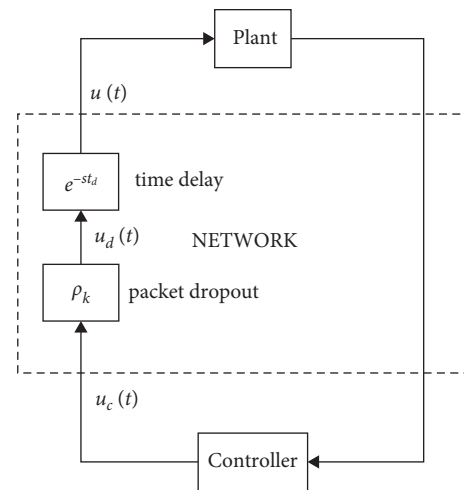 Plant
u (t)
e^{-st_d} time delay
u_d (t)
NETWORK
ρ_k packet dropout
u_c (t)
Controller